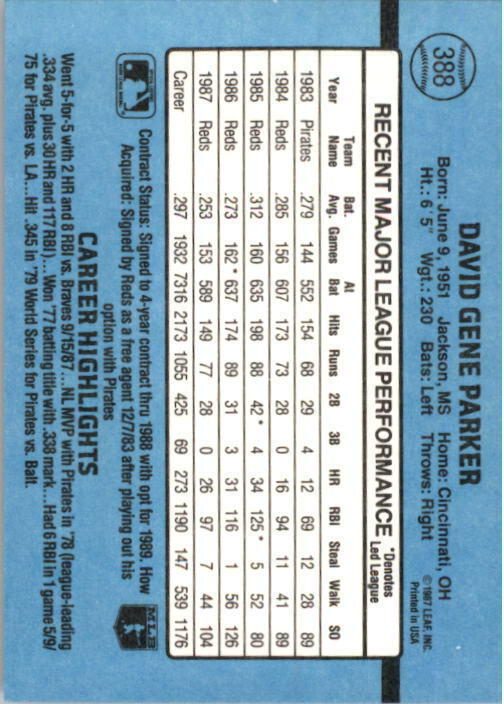 388
DAVID GENE PARKER
Born: June 9, 1951 Jackson, MS Home: Cincinnati, OH
Ht.: 6'5" Wgt.: 230 Bats: Left Throws: Right
© 1987 LEAF, INC.
Printed in USA
RECENT MAJOR LEAGUE PERFORMANCE *Denotes Led League
Year Team Name Bat. Avg. Games At Bat Hits Runs 2B 3B HR RBI Steal Walk SO
1983 Pirates .279 144 552 154 68 29 4 12 69 12 28 89
1984 Reds .285 156 607 173 73 28 0 16 94 11 41 89
1985 Reds .312 160 635 198 88 42* 4 34 125* 5 52 80
1986 Reds .273 162* 637 174 89 31 3 31 116 1 56 126
1987 Reds .253 153 589 149 77 28 0 26 97 7 44 104
Career .297 1932 7316 2173 1055 425 69 273 1190 147 539 1176
Contract Status: Signed to 4-year contract thru 1988 with opt for 1989. How
Acquired: Signed by Reds as a free agent 12/7/83 after playing out his
option with Pirates
MLB
CAREER HIGHLIGHTS
Went 5-for-5 with 2 HR and 8 RBI vs. Braves 9/15/87...NL MVP with Pirates in '78 (league-leading
.334 avg. plus 30 HR and 117 RBI)...Won '77 batting title with .338 mark...Had 6 RBI in 1 game 5/9/
75 for Pirates vs. LA...Hit .345 in '79 World Series for Pirates vs. Balt.